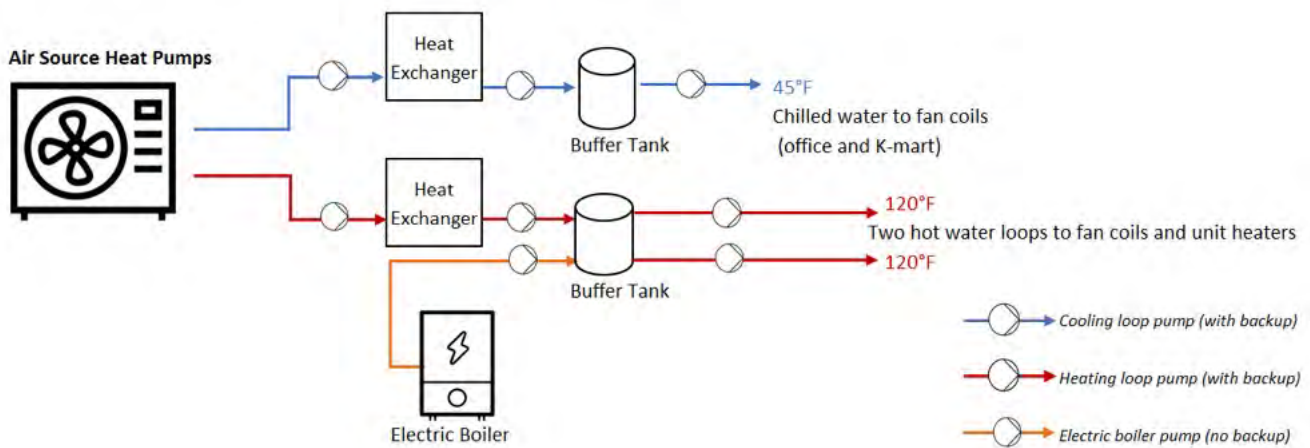 Air Source Heat Pumps
Heat
Exchanger
Buffer Tank
45°F
Chilled water to fan coils
(office and K-mart)
Heat
Exchanger
Buffer Tank
120°F
Two hot water loops to fan coils and unit heaters
120°F
Electric Boiler
Cooling loop pump (with backup)
Heating loop pump (with backup)
Electric boiler pump (no backup)